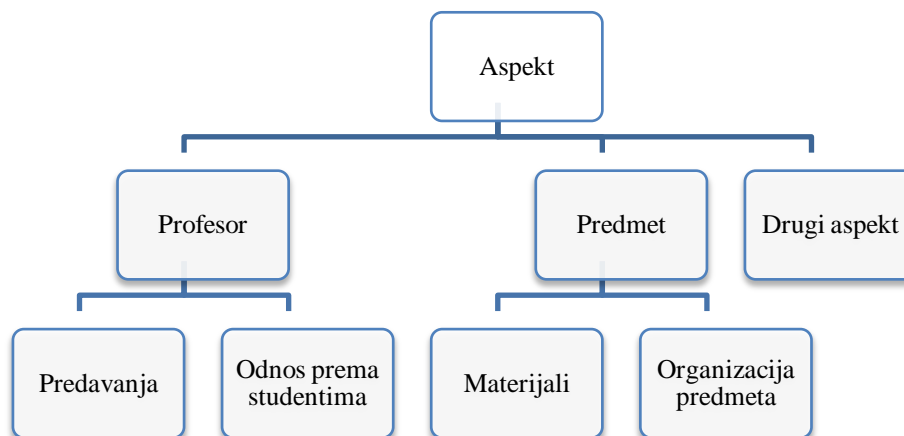 Aspekt
Profesor
Predmet
Drugi aspekt
Predavanja
Odnos prema
studentima
Materijali
Organizacija
predmeta